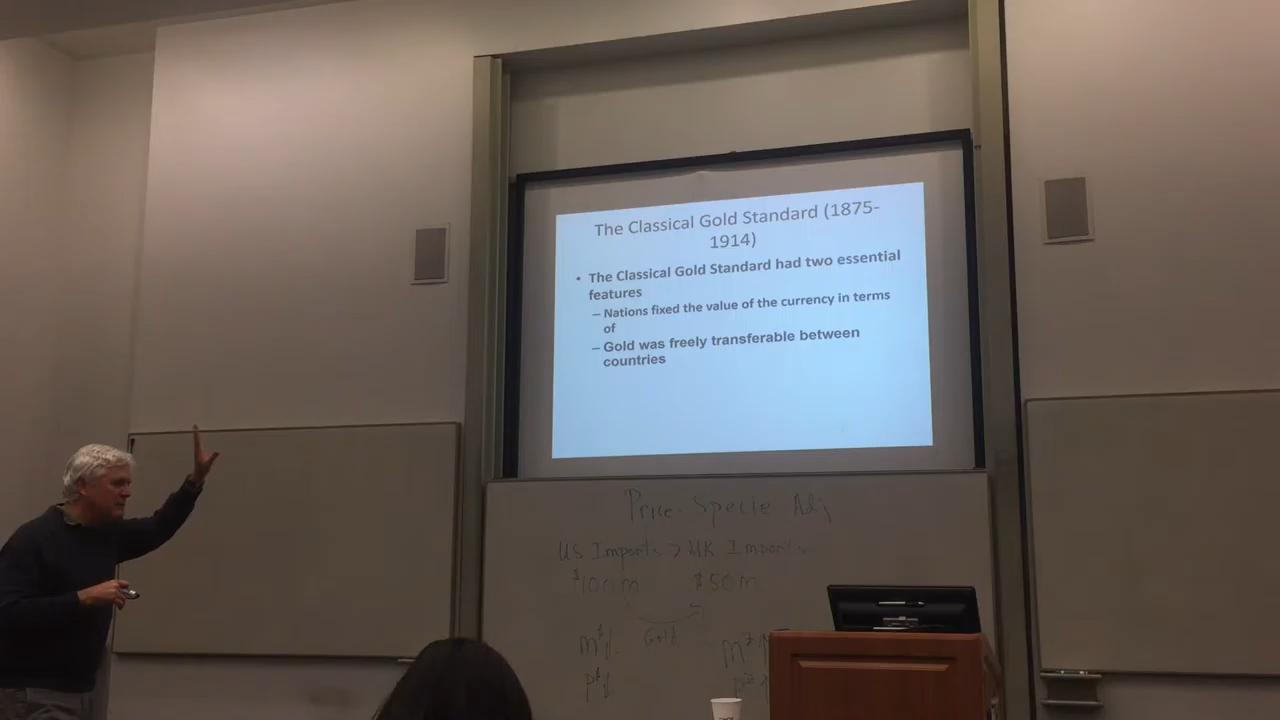 The Classical Gold Standard (1875-
1914)
• The Classical Gold Standard had two essential
features
– Nations fixed the value of the currency in terms
of
– Gold was freely transferable between
countries
Price-Specie Adj
US Imports > UK Imports
$100m $50m
Gold
m$↓
p$↓